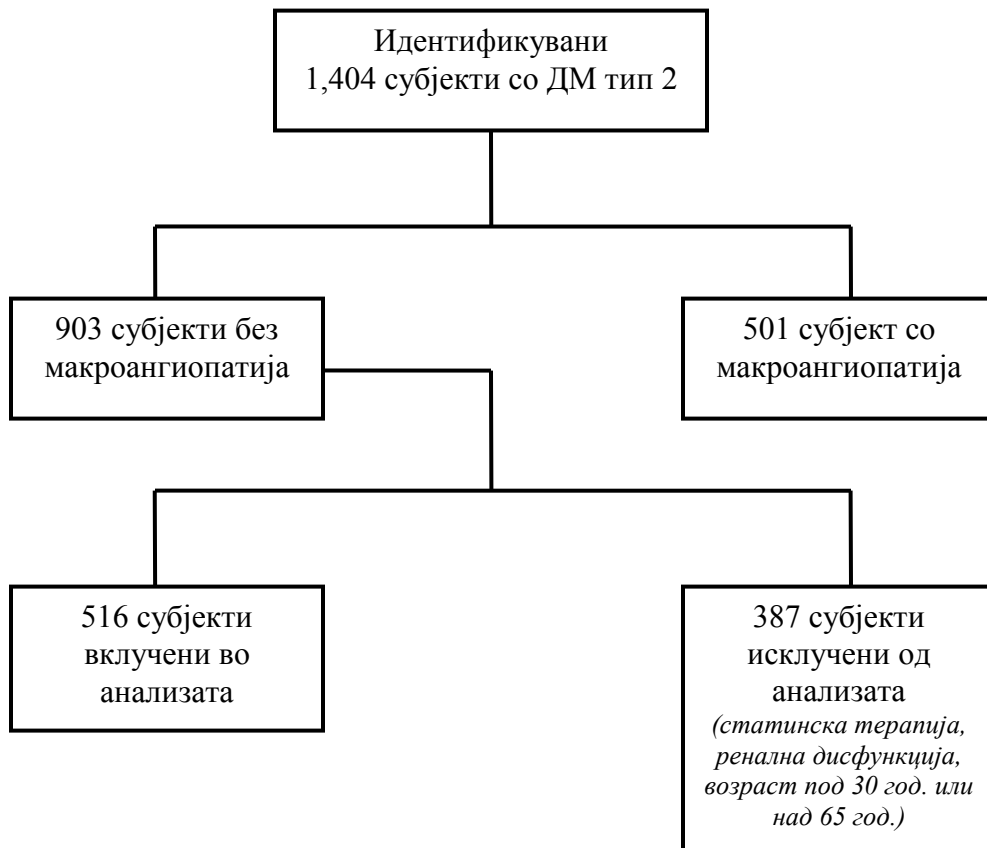 Идентификувани
1,404 субјекти со ДМ тип 2
903 субјекти без
макроангиопатија
501 субјект со
макроангиопатија
516 субјекти
вклучени во
анализата
387 субјекти
исклучени од
анализата
(статинска терапија,
ренална дисфункција,
возраст под 30 год. или
над 65 год.)